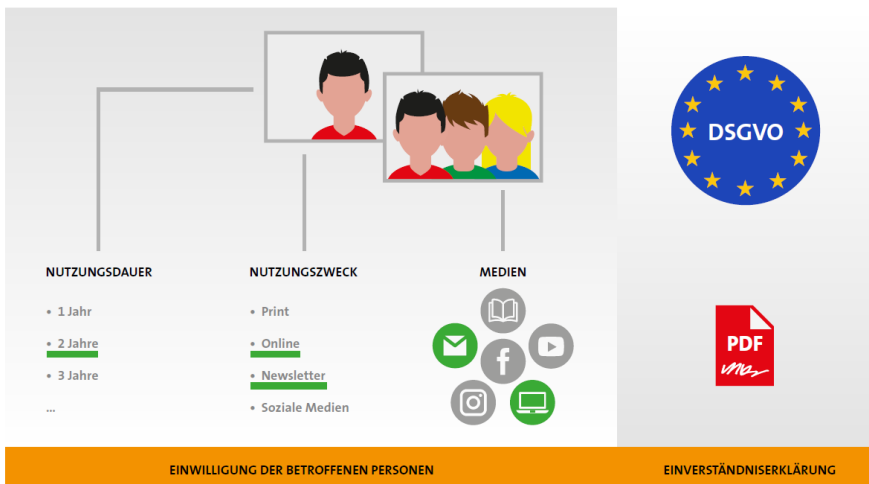 DSGVO
NUTZUNGSDAUER
• 1 Jahr
• 2 Jahre
• 3 Jahre
...
NUTZUNGSZWECK
• Print
• Online
• Newsletter
• Soziale Medien
MEDIEN
f
PDF
EINWILLIGUNG DER BETROFFENEN PERSONEN
EINVERSTÄNDNISERKLÄRUNG